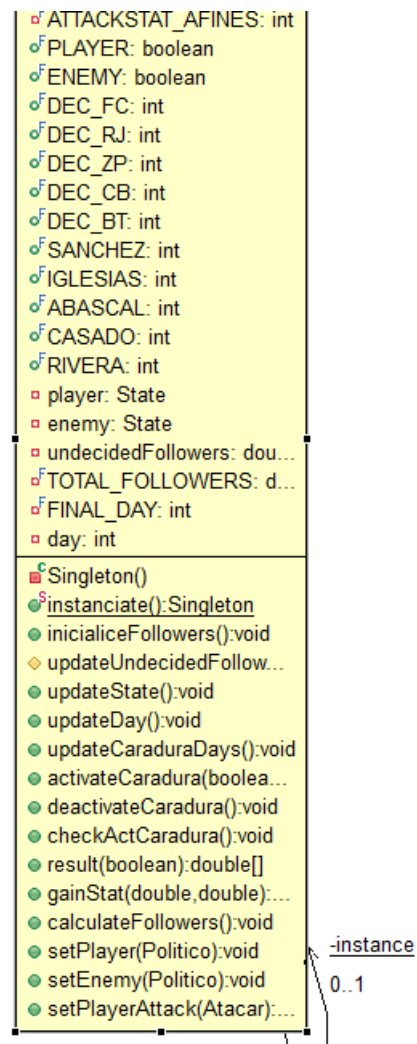 ATTACKSTAT_AFINES: int
PLAYER: boolean
ENEMY: boolean
DEC_FC: int
DEC_RJ: int
DEC_ZP: int
DEC_CB: int
DEC_BT: int
SANCHEZ: int
IGLESIAS: int
ABASCAL: int
CASADO: int
RIVERA: int
player: State
enemy: State
undecidedFollowers: dou...
TOTAL_FOLLOWERS: d...
FINAL_DAY: int
day: int
Singleton()
instanciate():Singleton
inicialiceFollowers():void
updateUndecidedFollow...
updateState():void
updateDay():void
updateCaraduraDays():void
activateCaradura(boolea...
deactivateCaradura():void
checkActCaradura():void
result(boolean):double[]
gainStat(double,double):...
calculateFollowers():void
setPlayer(Politico):void
-instance
setEnemy(Politico):void
0..1
setPlayerAttack(Atacar):...